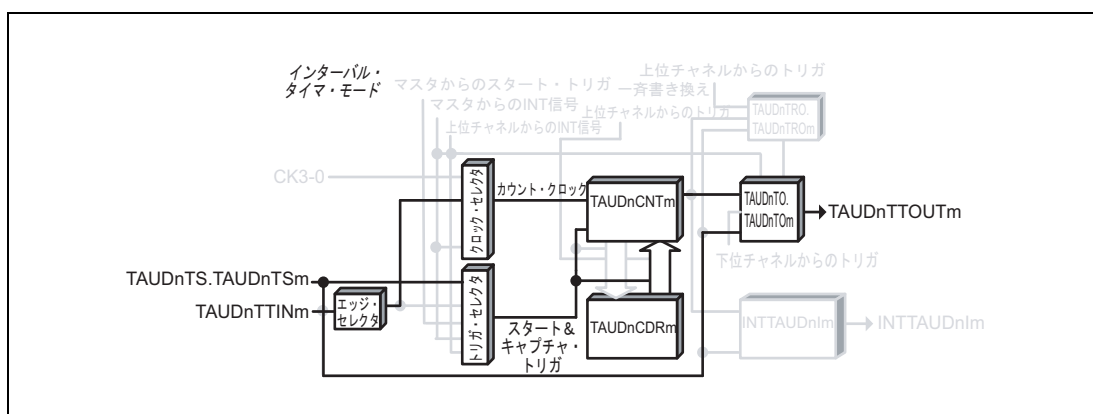 インターバル・
タイマ・モード
上位チャネルからのトリガ
マスタからのスタート・トリガ
一斉書き換え
マスタからのINT信号
上位チャネルからのトリガ
上位チャネルからのINT信号
TAUDnTRO.
TAUDnTROm
CK3-0
クロック・セレクタ
カウント・クロック
TAUDnCNTm
TAUDnTO.
TAUDnTOm
TAUDnTTOUTm
下位チャネルからのトリガ
TAUDnTS.TAUDnTSm
TAUDnTTINm
エッジ・
セレクタ
トリガ・セレクタ
スタート&
キャプチャ・
トリガ
TAUDnCDRm
INTTAUDnIm
INTTAUDnIm